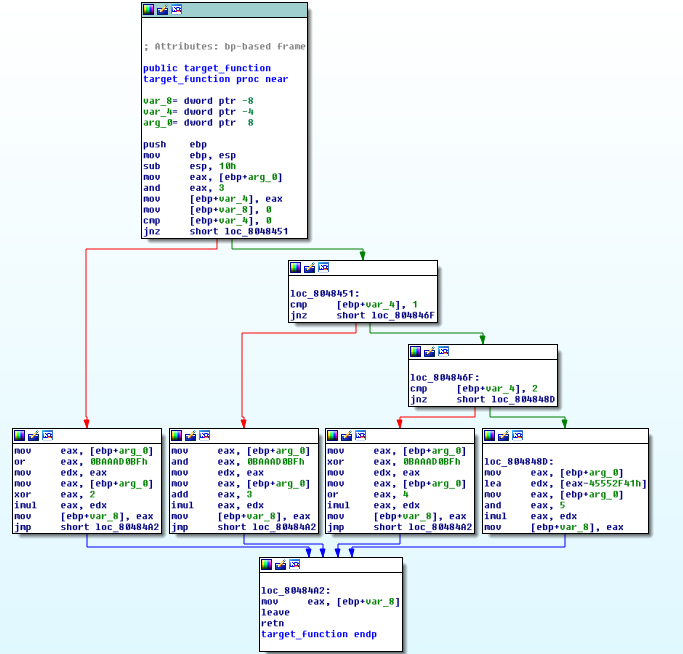 ; Attributes: bp-based frame
public target_function
target_function proc near
var_8= dword ptr -8
var_4= dword ptr -4
arg_0= dword ptr  8
push    ebp
mov     ebp, esp
sub     esp, 10h
mov     eax, [ebp+arg_0]
and     eax, 3
mov     [ebp+var_4], eax
mov     [ebp+var_8], 0
cmp     [ebp+var_4], 0
jnz     short loc_8048451
loc_8048451:
cmp     [ebp+var_4], 1
jnz     short loc_804846F
loc_804846F:
cmp     [ebp+var_4], 2
jnz     short loc_804848D
mov     eax, [ebp+arg_0]
or      eax, 0BAAAD0BFh
mov     edx, eax
mov     eax, [ebp+arg_0]
xor     eax, 2
imul    eax, edx
mov     [ebp+var_8], eax
jmp     short loc_80484A2
mov     eax, [ebp+arg_0]
and     eax, 0BAAAD0BFh
mov     edx, eax
mov     eax, [ebp+arg_0]
add     eax, 3
imul    eax, edx
mov     [ebp+var_8], eax
jmp     short loc_80484A2
mov     eax, [ebp+arg_0]
xor     eax, 0BAAAD0BFh
mov     edx, eax
mov     eax, [ebp+arg_0]
or      eax, 4
imul    eax, edx
mov     [ebp+var_8], eax
jmp     short loc_80484A2
loc_804848D:
mov     eax, [ebp+arg_0]
lea     edx, [eax-45552F41h]
mov     eax, [ebp+arg_0]
and     eax, 5
imul    eax, edx
mov     [ebp+var_8], eax
loc_80484A2:
mov     eax, [ebp+var_8]
leave
retn
target_function endp